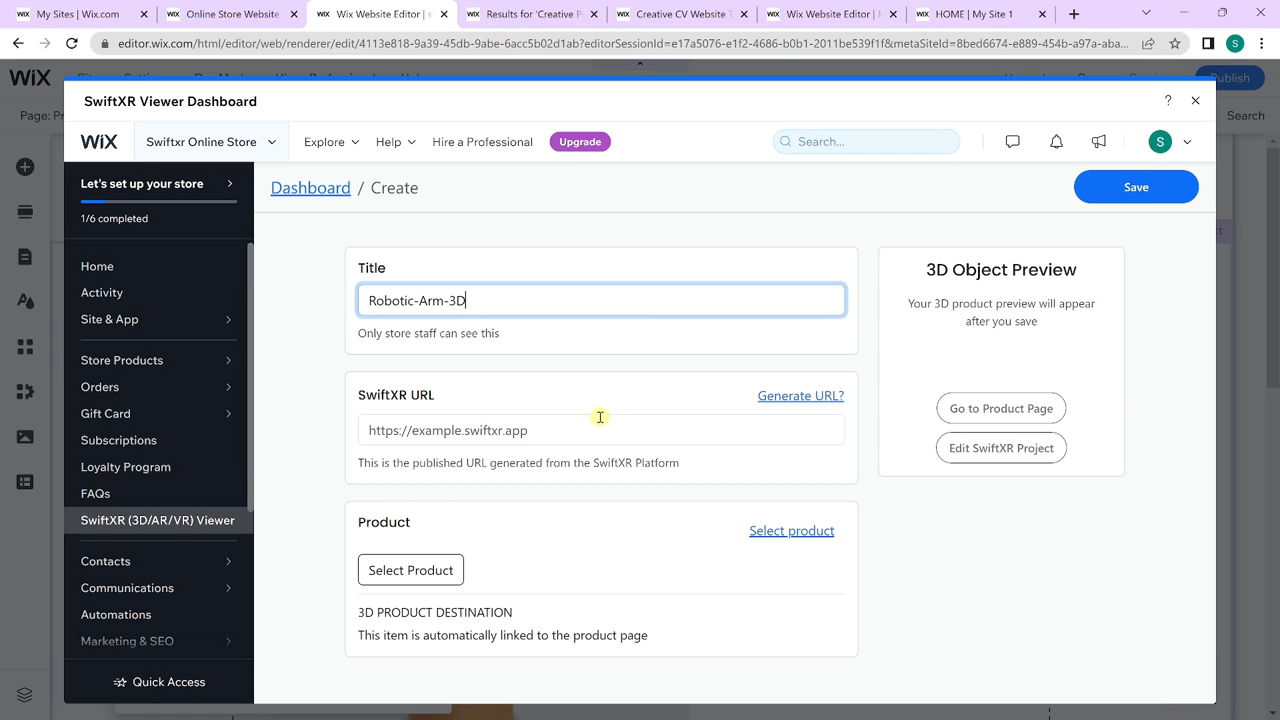 My Sites | Wix.com
Online Store Website
Wix Website Editor | s
Results for 'Creative P
Creative CV Website T
Wix Website Editor | N
HOME | My Site 1
editor.wix.com/html/editor/web/renderer/edit/4113e818-9a39-45db-9abe-0acc5802d1ab?editorSessionId=e17a5076-e1f2-4686-b0b1-2011be539f1f&metaSiteId=8bed6674-e889-454b-a97a-aba...
S
WiX
Publish
Page: Pr
Search
SwiftXR Viewer Dashboard
?
WiX
Swiftxr Online Store
Explore
Help
Hire a Professional
Upgrade
Search...
S
Let's set up your store
1/6 completed
Dashboard / Create
Save
Home
Activity
Site & App
Store Products
Orders
Gift Card
Subscriptions
Loyalty Program
FAQs
SwiftXR (3D/AR/VR) Viewer
Contacts
Communications
Automations
Marketing & SEO
Quick Access
Title
Robotic-Arm-3D
Only store staff can see this
SwiftXR URL
Generate URL?
https://example.swiftxr.app
This is the published URL generated from the SwiftXR Platform
Product
Select product
Select Product
3D PRODUCT DESTINATION
This item is automatically linked to the product page
3D Object Preview
Your 3D product preview will appear
after you save
Go to Product Page
Edit SwiftXR Project